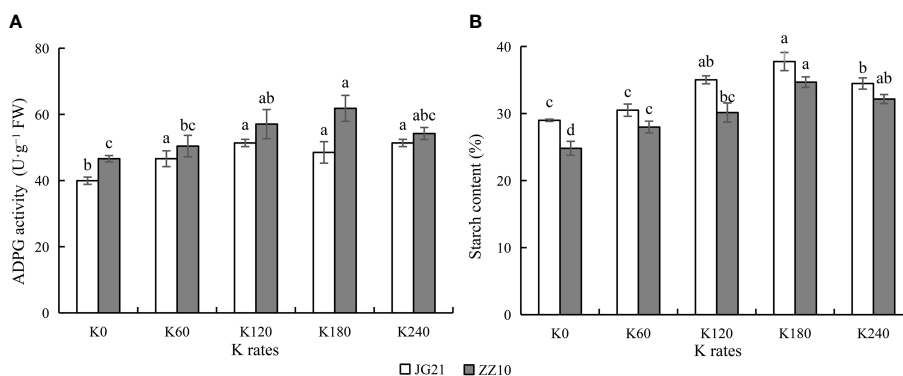 A
ADPG activity (U·g⁻¹ FW)
80
60
40
20
0
b c a bc a ab a a a abc
K0 K60 K120 K180 K240
K rates
B
Starch content (%)
40
30
20
10
0
c d c c ab bc a a b ab
K0 K60 K120 K180 K240
K rates
JG21 ZZ10